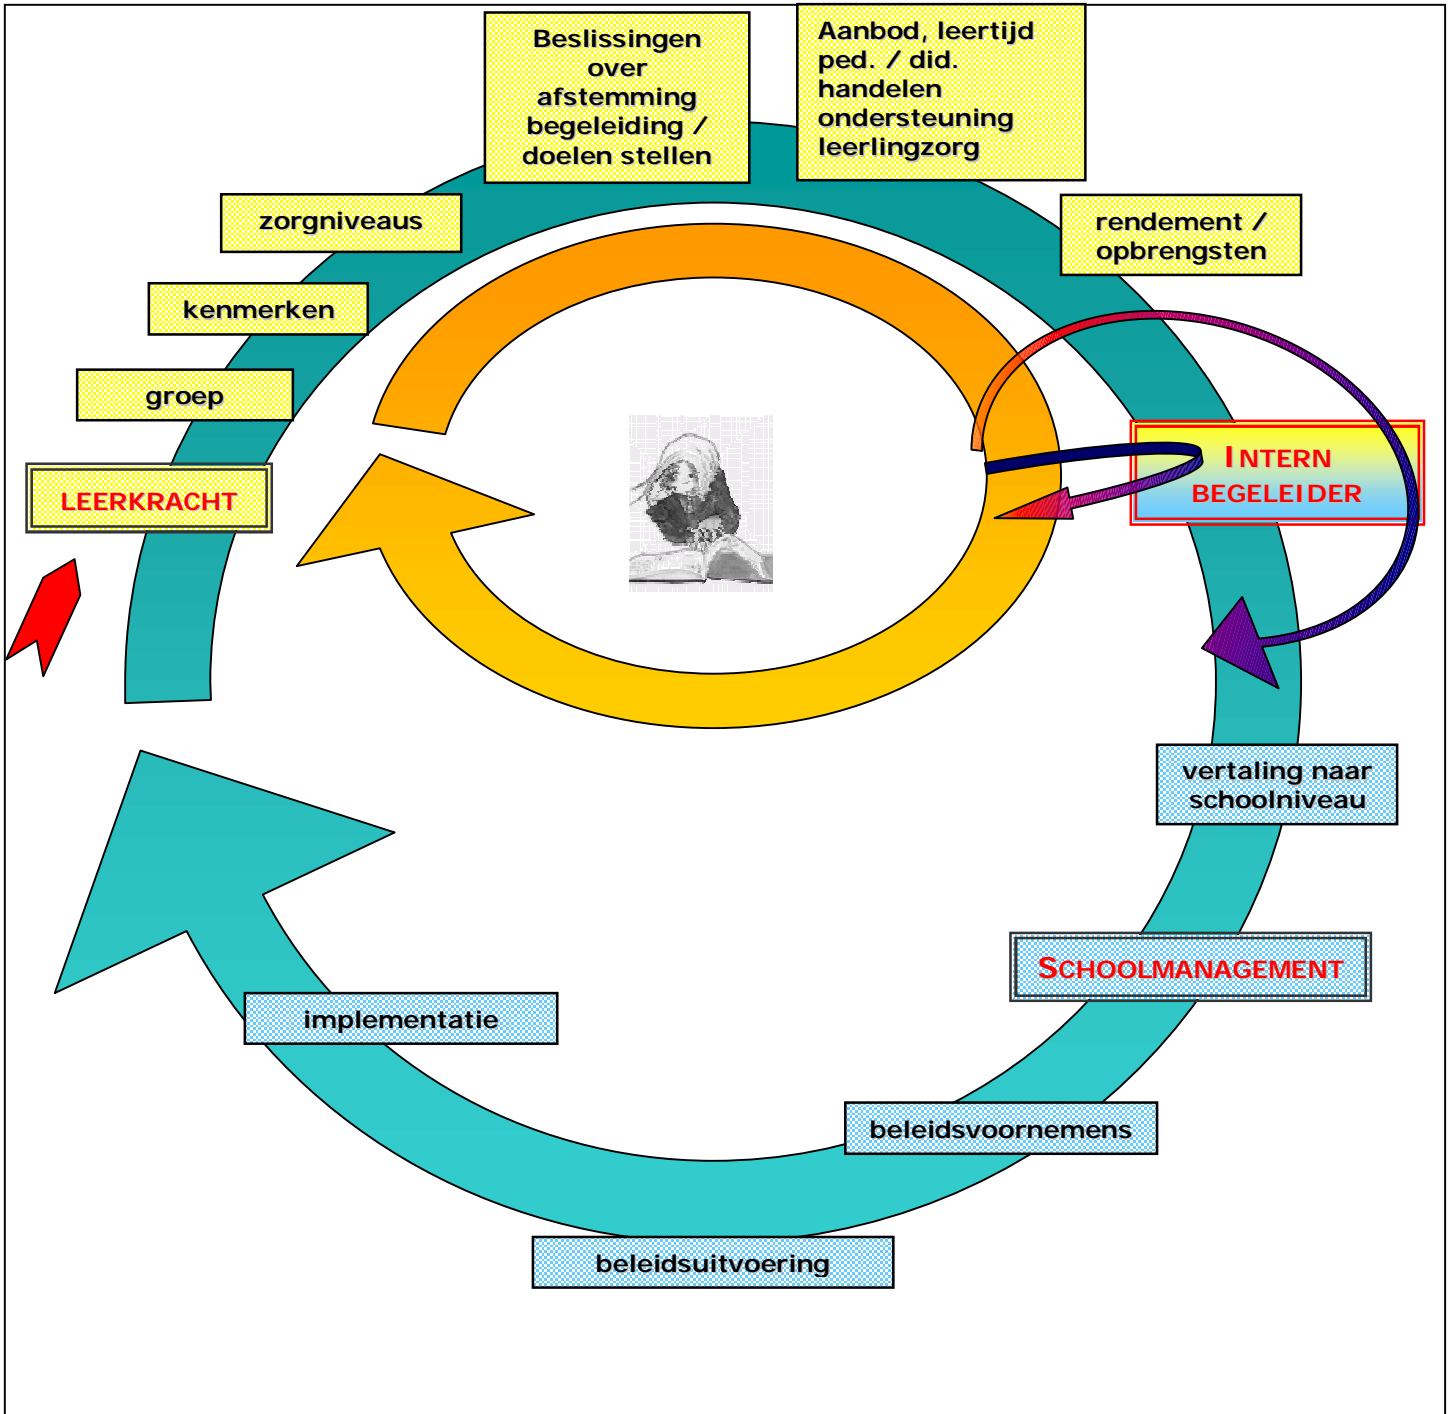 Beslissingen
over
afstemming
begeleiding /
doelen stellen
Aanbod, leertijd
ped. / did.
handelen
ondersteuning
leerlingzorg
zorgniveaus
rendement /
opbrengsten
kenmerken
groep
LEERKRACHT
INTERN
BEGELEIDER
vertaling naar
schoolniveau
SCHOOLMANAGEMENT
implementatie
beleidsvoornemens
beleidsuitvoering